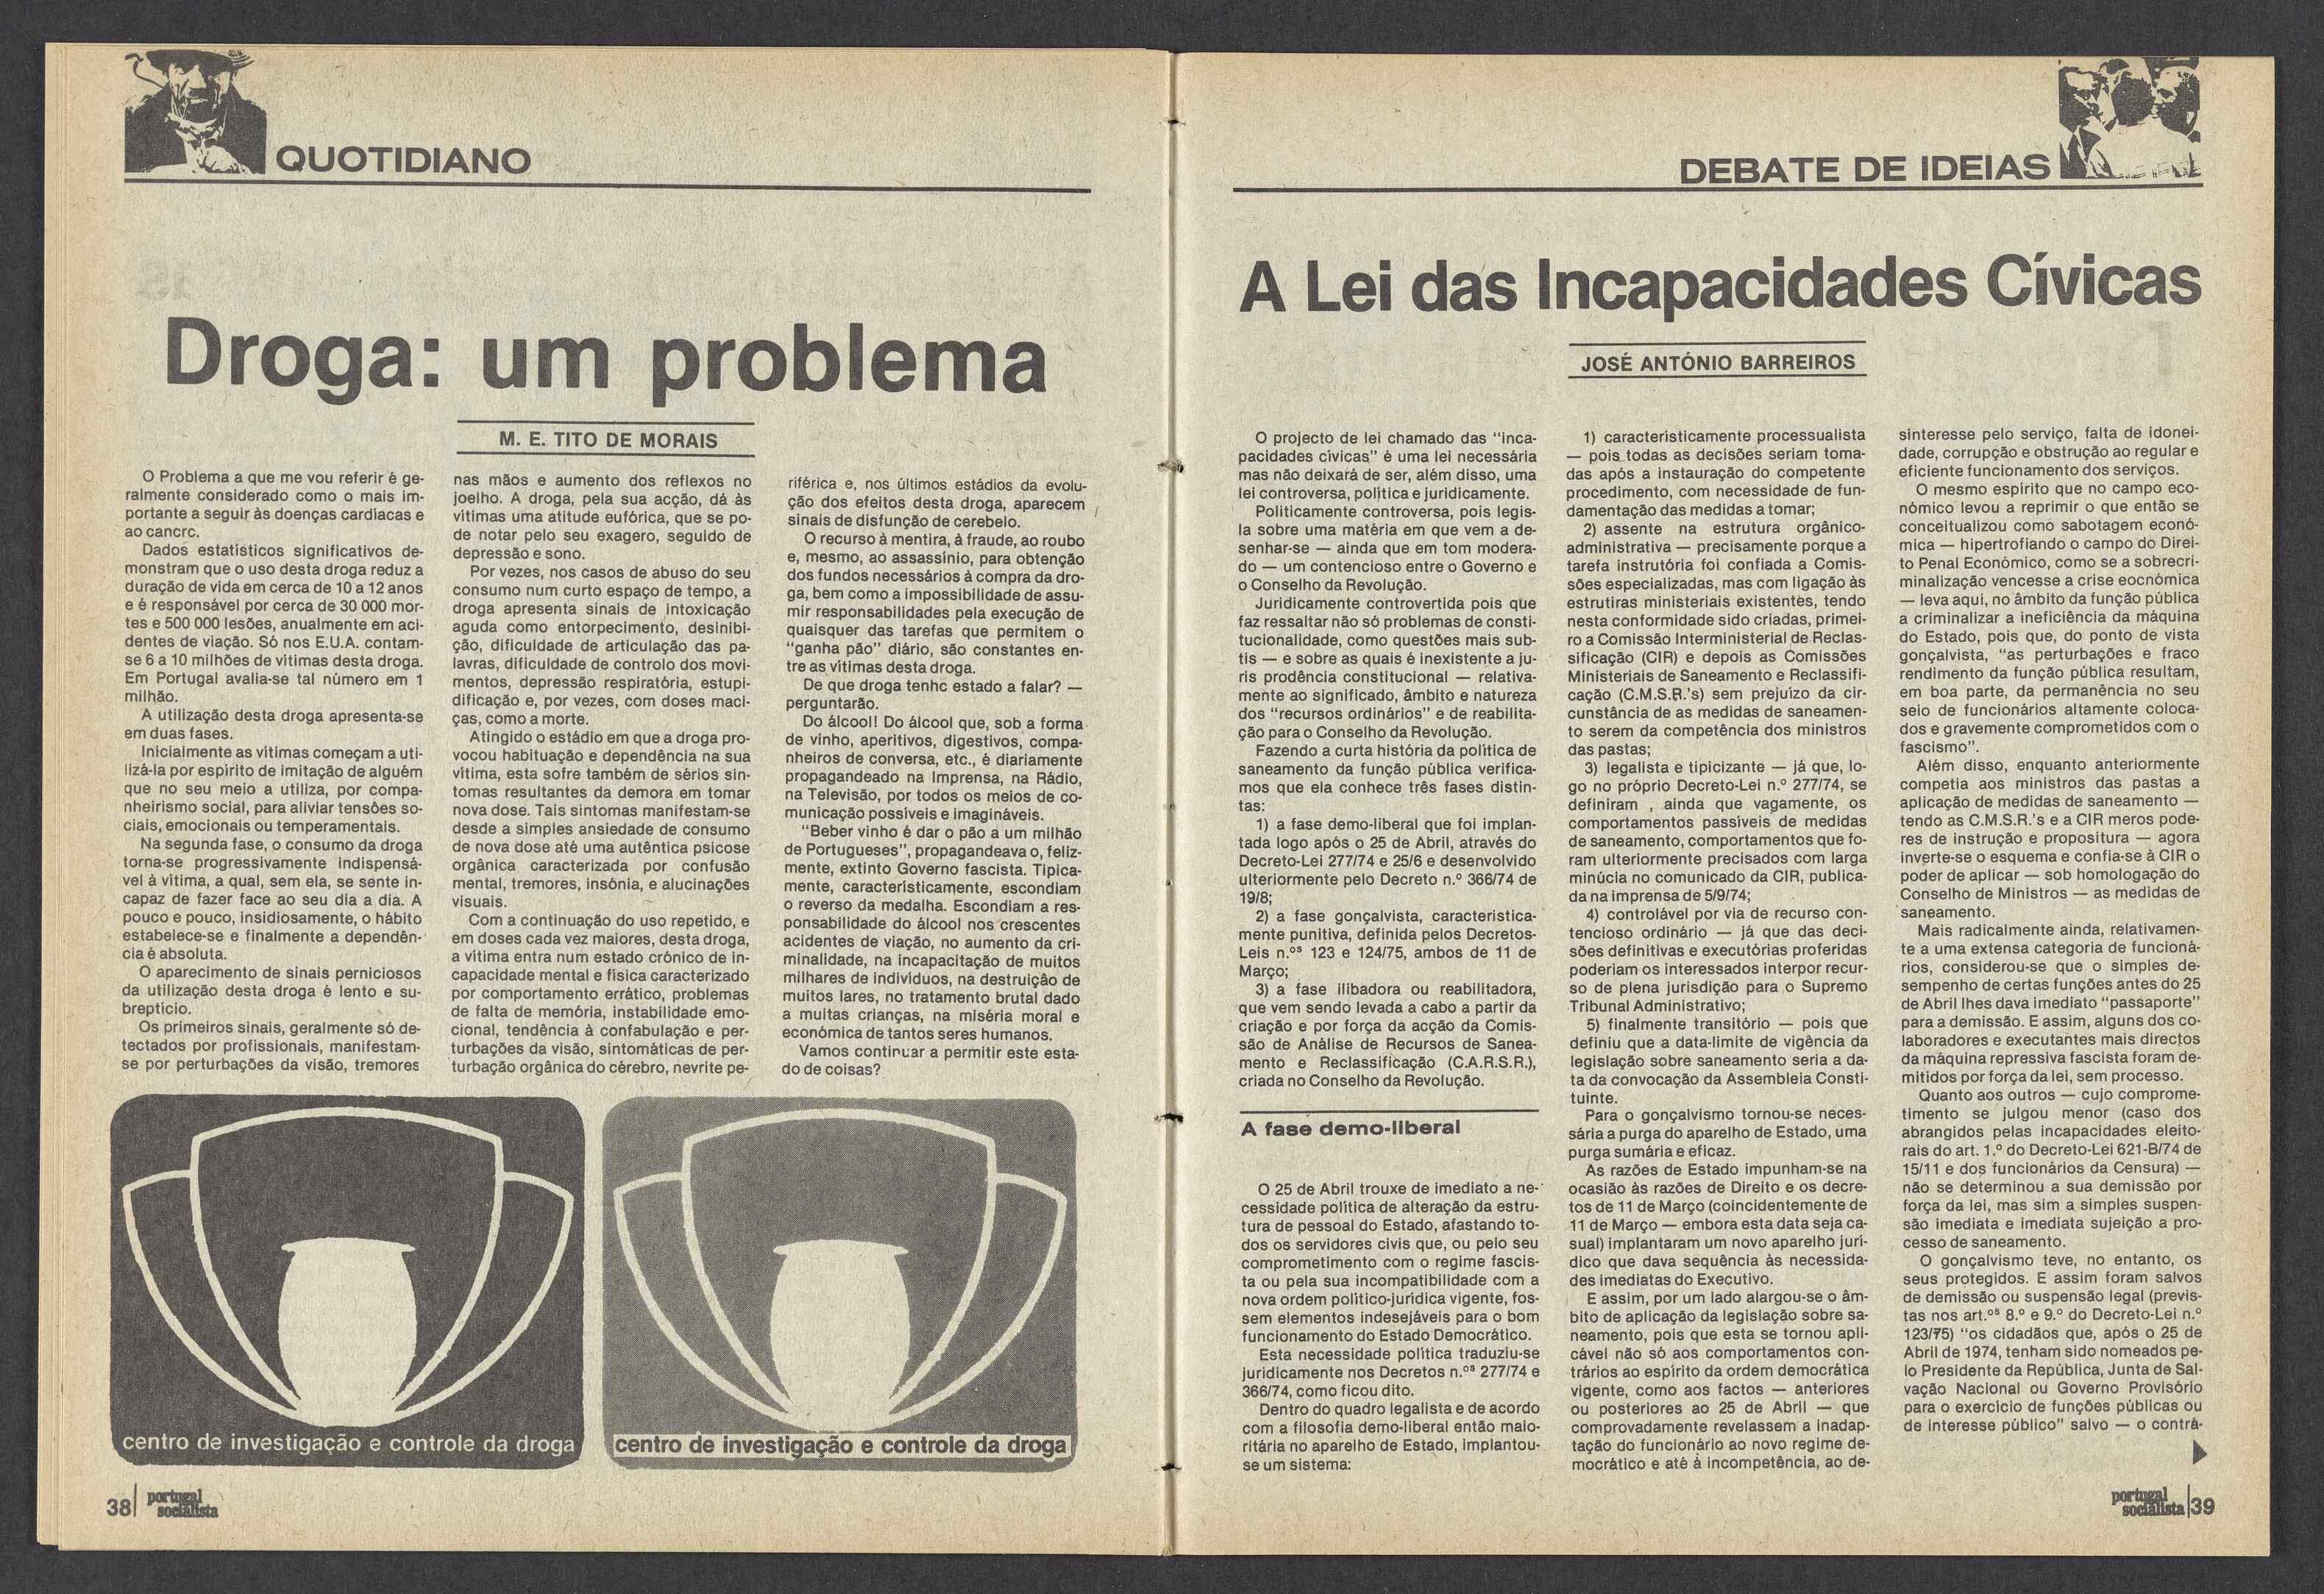 QUOTIDIANO
Droga: um problema
M. E. TITO DE MORAIS
O Problema a que me vou referir é ge-
ralmente considerado como o mais im-
portante a seguir às doenças cardíacas e
ao cancrc.
Dados estatísticos significativos de-
monstram que o uso desta droga reduz a
duração de vida em cerca de 10 a 12 anos
e é responsável por cerca de 30 000 mor-
tes e 500 000 lesões, anualmente em aci-
dentes de viação. Só nos E.U.A. contam-
se 6 a 10 milhões de vítimas desta droga.
Em Portugal avalia-se tal número em 1
milhão.
A utilização desta droga apresenta-se
em duas fases.
Inicialmente as vítimas começam a uti-
lizá-la por espírito de imitação de alguém
que no seu meio a utiliza, por compa-
nheirismo social, para aliviar tensões so-
ciais, emocionais ou temperamentais.
Na segunda fase, o consumo da droga
torna-se progressivamente indispensá-
vel à vítima, a qual, sem ela, se sente in-
capaz de fazer face ao seu dia a dia. A
pouco e pouco, insidiosamente, o hábito
estabelece-se e finalmente a dependên-
cia é absoluta.
O aparecimento de sinais perniciosos
da utilização desta droga é lento e su-
breptício.
Os primeiros sinais, geralmente só de-
tectados por profissionais, manifestam-
se por perturbações da visão, tremores
nas mãos e aumento dos reflexos no
joelho. A droga, pela sua acção, dá às
vítimas uma atitude eufórica, que se po-
de notar pelo seu exagero, seguido de
depressão e sono.
Por vezes, nos casos de abuso do seu
consumo num curto espaço de tempo, a
droga apresenta sinais de intoxicação
aguda como entorpecimento, desinibi-
ção, dificuldade de articulação das pa-
lavras, dificuldade de controlo dos movi-
mentos, depressão respiratória, estupi-
dificação e, por vezes, com doses maci-
ças, como a morte.
Atingido o estádio em que a droga pro-
vocou habituação e dependência na sua
vítima, esta sofre também de sérios sin-
tomas resultantes da demora em tomar
nova dose. Tais sintomas manifestam-se
desde a simples ansiedade de consumo
de nova dose até uma autêntica psicose
orgânica caracterizada por confusão
mental, tremores, insónia, e alucinações
visuais.
Com a continuação do uso repetido, e
em doses cada vez maiores, desta droga,
a vítima entra num estado crónico de in-
capacidade mental e física caracterizado
por comportamento errático, problemas
de falta de memória, instabilidade emo-
cional, tendência à confabulação e per-
turbações da visão, sintomáticas de per-
turbação orgânica do cérebro, nevrite pe-
riférica e, nos últimos estádios da evolu-
ção dos efeitos desta droga, aparecem
sinais de disfunção de cerebelo.
O recurso à mentira, à fraude, ao roubo
e, mesmo, ao assassínio, para obtenção
dos fundos necessários à compra da dro-
ga, bem como a impossibilidade de assu-
mir responsabilidades pela execução de
quaisquer das tarefas que permitem o
"ganha pão" diário, são constantes en-
tre as vítimas desta droga.
De que droga tenhc estado a falar? —
perguntarão.
Do álcool! Do álcool que, sob a forma
de vinho, aperitivos, digestivos, compa-
nheiros de conversa, etc., é diariamente
propagandeado na Imprensa, na Rádio,
na Televisão, por todos os meios de co-
municação possíveis e imagináveis.
"Beber vinho é dar o pão a um milhão
de Portugueses", propagandeava o, feliz-
mente, extinto Governo fascista. Tipica-
mente, caracteristicamente, escondiam
o reverso da medalha. Escondiam a res-
ponsabilidade do álcool nos crescentes
acidentes de viação, no aumento da cri-
minalidade, na incapacitação de muitos
milhares de indivíduos, na destruição de
muitos lares, no tratamento brutal dado
a muitas crianças, na miséria moral e
económica de tantos seres humanos.
Vamos continuar a permitir este esta-
do de coisas?
centro de investigação e controle da droga
centro de investigação e controle da droga
38 portugal
socialista
DEBATE DE IDEIAS
A Lei das Incapacidades Cívicas
JOSÉ ANTÓNIO BARREIROS
O projecto de lei chamado das "inca-
pacidades cívicas" é uma lei necessária
mas não deixará de ser, além disso, uma
lei controversa, política e juridicamente.
Politicamente controversa, pois legis-
la sobre uma matéria em que vem a de-
senhar-se — ainda que em tom modera-
do — um contencioso entre o Governo e
o Conselho da Revolução.
Juridicamente controvertida pois que
faz ressaltar não só problemas de consti-
tucionalidade, como questões mais sub-
tis — e sobre as quais é inexistente a ju-
ris prodência constitucional — relativa-
mente ao significado, âmbito e natureza
dos "recursos ordinários" e de reabilita-
ção para o Conselho da Revolução.
Fazendo a curta história da política de
saneamento da função pública verifica-
mos que ela conhece três fases distin-
tas:
1) a fase demo-liberal que foi implan-
tada logo após o 25 de Abril, através do
Decreto-Lei 277/74 e 25/6 e desenvolvido
ulteriormente pelo Decreto n.º 366/74 de
19/8;
2) a fase gonçalvista, caracteristica-
mente punitiva, definida pelos Decretos-
Leis n.ºs 123 e 124/75, ambos de 11 de
Março;
3) a fase ilibadora ou reabilitadora,
que vem sendo levada a cabo a partir da
criação e por força da acção da Comis-
são de Análise de Recursos de Sanea-
mento e Reclassificação (C.A.R.S.R.),
criada no Conselho da Revolução.
A fase demo-liberal
O 25 de Abril trouxe de imediato a ne-
cessidade política de alteração da estru-
tura de pessoal do Estado, afastando to-
dos os servidores civis que, ou pelo seu
comprometimento com o regime fascis-
ta ou pela sua incompatibilidade com a
nova ordem político-jurídica vigente, fos-
sem elementos indesejáveis para o bom
funcionamento do Estado Democrático.
Esta necessidade política traduziu-se
juridicamente nos Decretos n.ºs 277/74 e
366/74, como ficou dito.
Dentro do quadro legalista e de acordo
com a filosofia demo-liberal então maio-
ritária no aparelho de Estado, implantou-
se um sistema:
1) caracteristicamente processualista
— pois todas as decisões seriam toma-
das após a instauração do competente
procedimento, com necessidade de fun-
damentação das medidas a tomar;
2) assente na estrutura orgânico-
administrativa — precisamente porque a
tarefa instrutória foi confiada a Comis-
sões especializadas, mas com ligação às
estrutiras ministeriais existentes, tendo
nesta conformidade sido criadas, primei-
ro a Comissão Interministerial de Reclas-
sificação (CIR) e depois as Comissões
Ministeriais de Saneamento e Reclassifi-
cação (C.M.S.R.'s) sem prejuízo da cir-
cunstância de as medidas de saneamen-
to serem da competência dos ministros
das pastas;
3) legalista e tipicizante — já que, lo-
go no próprio Decreto-Lei n.º 277/74, se
definiram , ainda que vagamente, os
comportamentos passíveis de medidas
de saneamento, comportamentos que fo-
ram ulteriormente precisados com larga
minúcia no comunicado da CIR, publica-
da na imprensa de 5/9/74;
4) controlável por via de recurso con-
tencioso ordinário — já que das deci-
sões definitivas e executórias proferidas
poderiam os interessados interpor recur-
so de plena jurisdição para o Supremo
Tribunal Administrativo;
5) finalmente transitório — pois que
definiu que a data-limite de vigência da
legislação sobre saneamento seria a da-
ta da convocação da Assembleia Consti-
tuinte.
Para o gonçalvismo tornou-se neces-
sária a purga do aparelho de Estado, uma
purga sumária e eficaz.
As razões de Estado impunham-se na
ocasião às razões de Direito e os decre-
tos de 11 de Março (coincidentemente de
11 de Março — embora esta data seja ca-
sual) implantaram um novo aparelho jurí-
dico que dava sequência às necessida-
des imediatas do Executivo.
E assim, por um lado alargou-se o âm-
bito de aplicação da legislação sobre sa-
neamento, pois que esta se tornou apli-
cável não só aos comportamentos con-
trários ao espírito da ordem democrática
vigente, como aos factos — anteriores
ou posteriores ao 25 de Abril — que
comprovadamente revelassem a inadap-
tação do funcionário ao novo regime de-
mocrático e até à incompetência, ao de-
sinteresse pelo serviço, falta de idonei-
dade, corrupção e obstrução ao regular e
eficiente funcionamento dos serviços.
O mesmo espírito que no campo eco-
nómico levou a reprimir o que então se
conceitualizou como sabotagem econó-
mica — hipertrofiando o campo do Direi-
to Penal Económico, como se a sobrecri-
minalização vencesse a crise eocnómica
— leva aqui, no âmbito da função pública
a criminalizar a ineficiência da máquina
do Estado, pois que, do ponto de vista
gonçalvista, "as perturbações e fraco
rendimento da função pública resultam,
em boa parte, da permanência no seu
seio de funcionários altamente coloca-
dos e gravemente comprometidos com o
fascismo".
Além disso, enquanto anteriormente
competia aos ministros das pastas a
aplicação de medidas de saneamento —
tendo as C.M.S.R.'s e a CIR meros pode-
res de instrução e propositura — agora
inverte-se o esquema e confia-se à CIR o
poder de aplicar — sob homologação do
Conselho de Ministros — as medidas de
saneamento.
Mais radicalmente ainda, relativamen-
te a uma extensa categoria de funcioná-
rios, considerou-se que o simples de-
sempenho de certas funções antes do 25
de Abril lhes dava imediato "passaporte"
para a demissão. E assim, alguns dos co-
laboradores e executantes mais directos
da máquina repressiva fascista foram de-
mitidos por força da lei, sem processo.
Quanto aos outros — cujo comprome-
timento se julgou menor (caso dos
abrangidos pelas incapacidades eleito-
rais do art. 1.º do Decreto-Lei 621-B/74 de
15/11 e dos funcionários da Censura) —
não se determinou a sua demissão por
força da lei, mas sim a simples suspen-
são imediata e imediata sujeição a pro-
cesso de saneamento.
O gonçalvismo teve, no entanto, os
seus protegidos. E assim foram salvos
de demissão ou suspensão legal (previs-
tas nos art.ºs 8.º e 9.º do Decreto-Lei n.º
123/75) "os cidadãos que, após o 25 de
Abril de 1974, tenham sido nomeados pe-
lo Presidente da República, Junta de Sal-
vação Nacional ou Governo Provisório
para o exercício de funções públicas ou
de interesse público" salvo — o contrá-
portugal
socialista 39